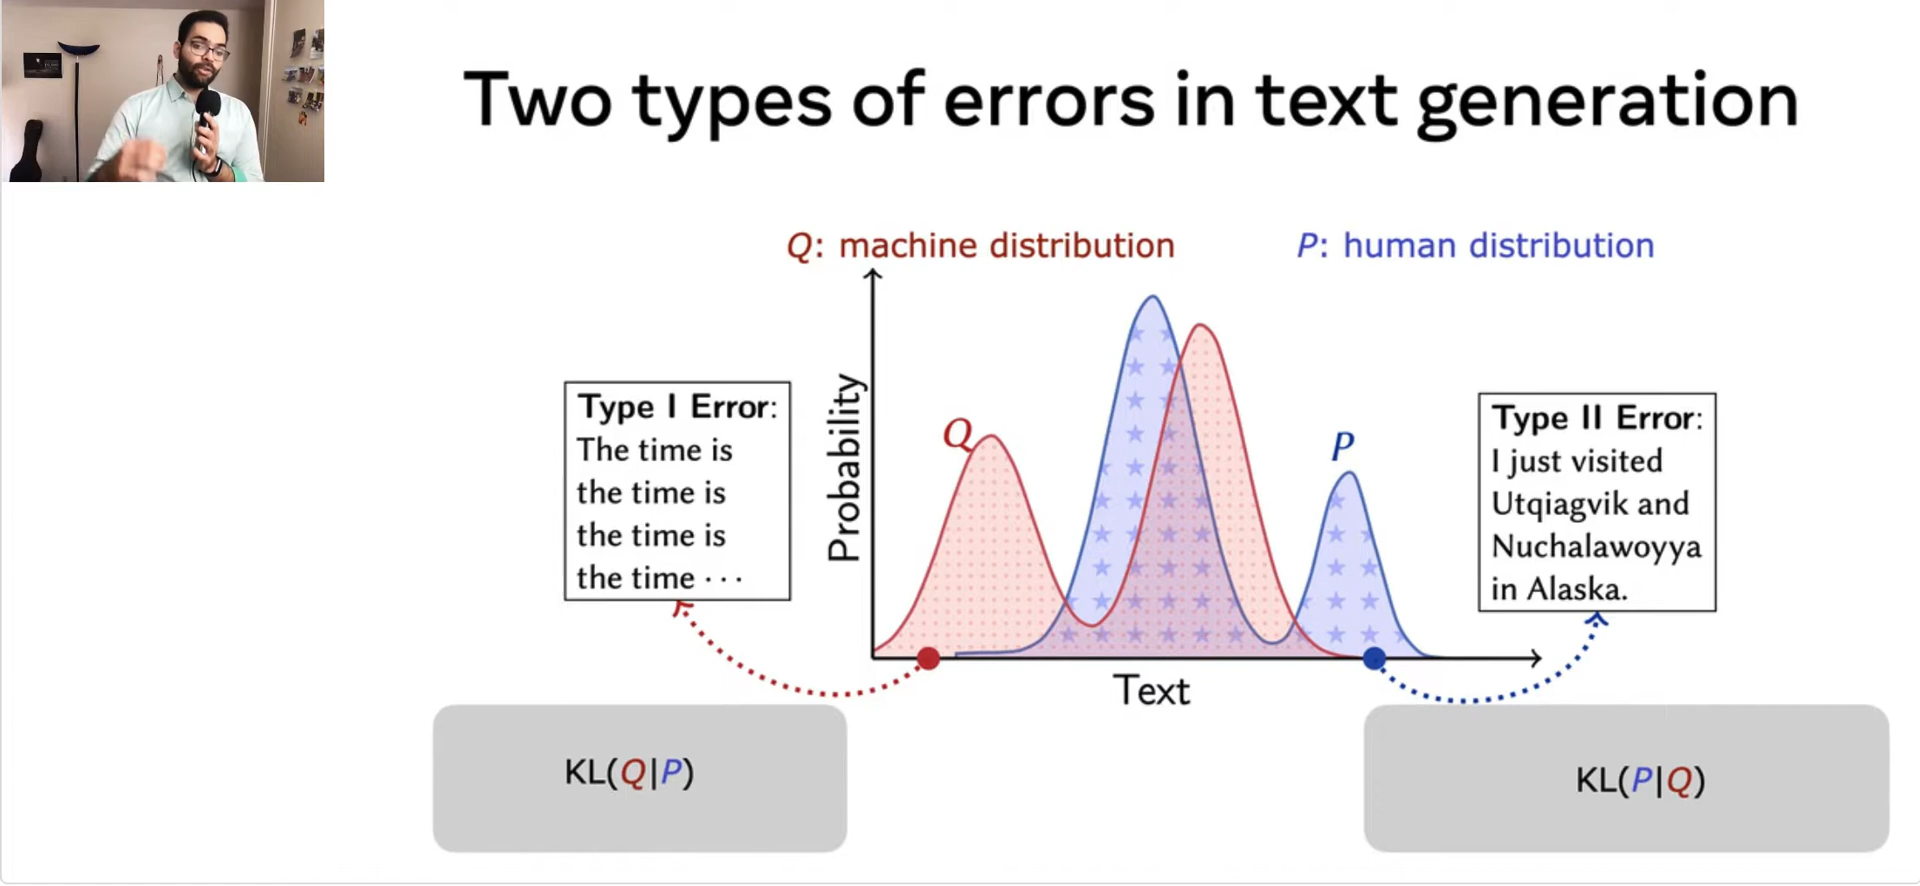 Two types of errors in text generation
Q: machine distribution
P: human distribution
Type I Error:
The time is
the time is
the time is
the time ···
Probability
Q
P
Type II Error:
I just visited
Utqiagvik and
Nuchalawoyya
in Alaska.
Text
KL(Q|P)
KL(P|Q)